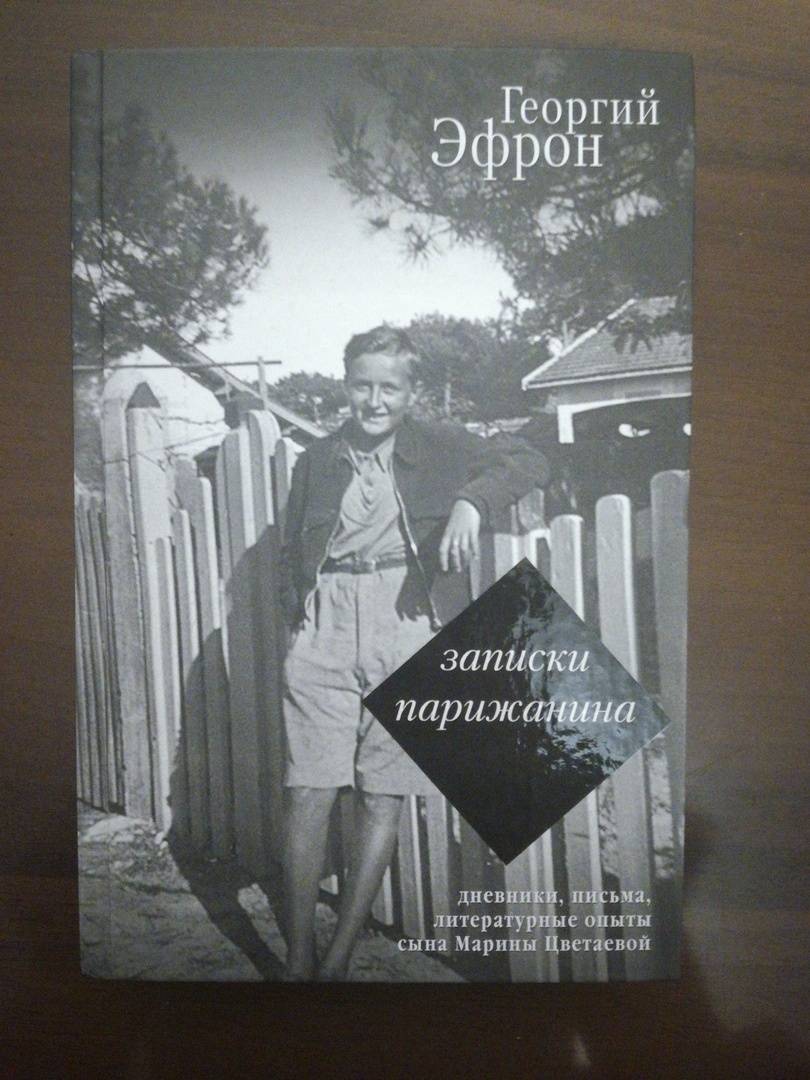 Георгий
Эфрон
записки
парижанина
дневники, письма,
литературные опыты
сына Марины Цветаевой